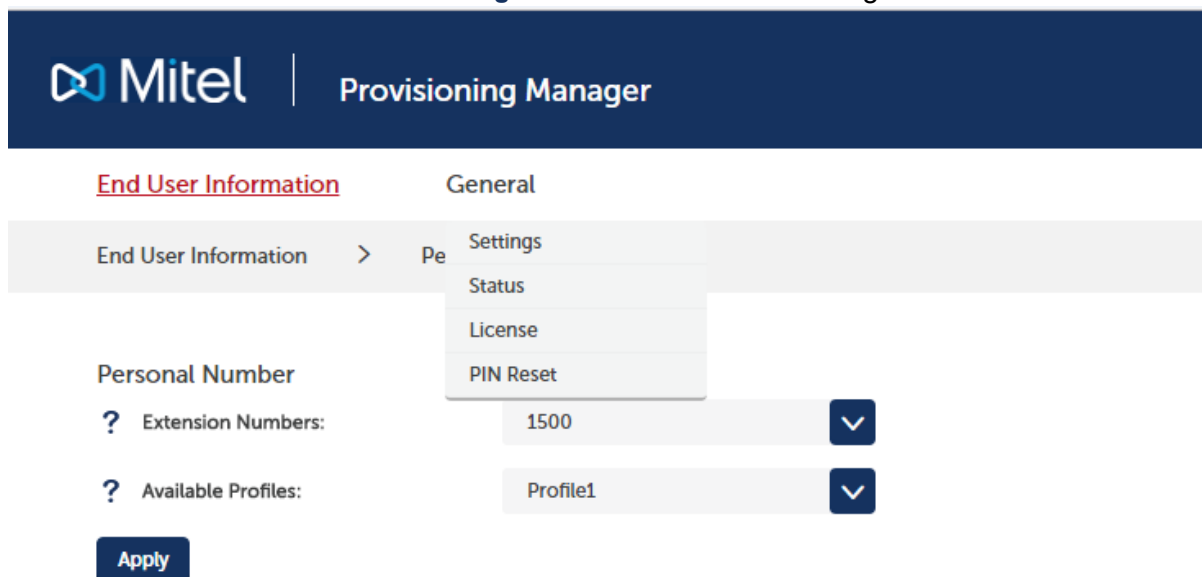 Mitel Provisioning Manager
End User Information General
End User Information > Pe
Settings
Status
License
PIN Reset
Personal Number
? Extension Numbers: 1500
? Available Profiles: Profile1
Apply